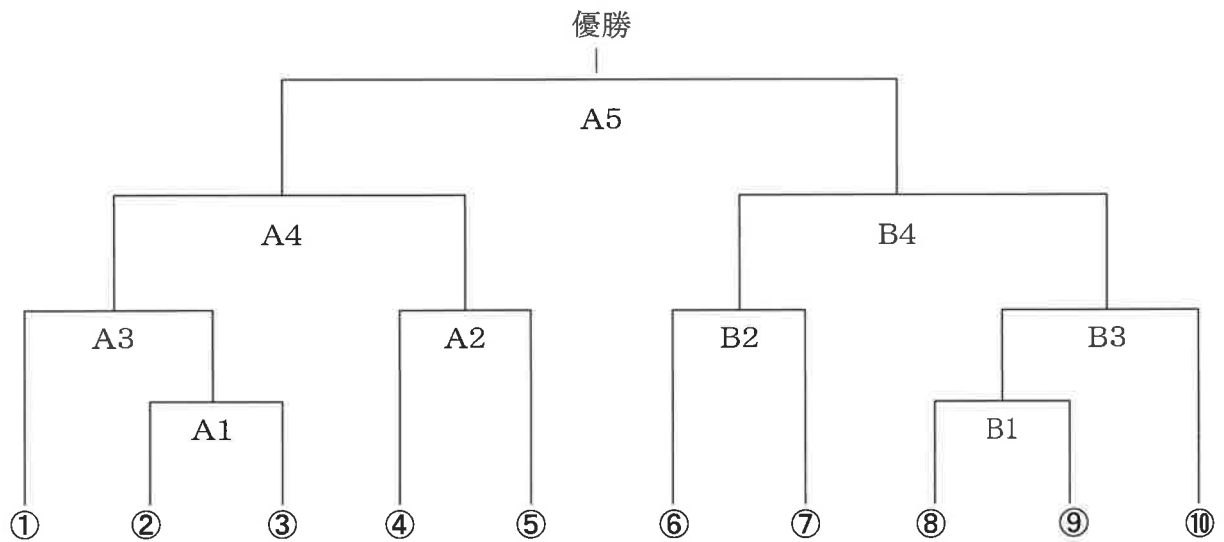 優勝
A5
A4 B4
A3 A2 B2 B3
A1 B1
① ② ③ ④ ⑤ ⑥ ⑦ ⑧ ⑨ ⑩